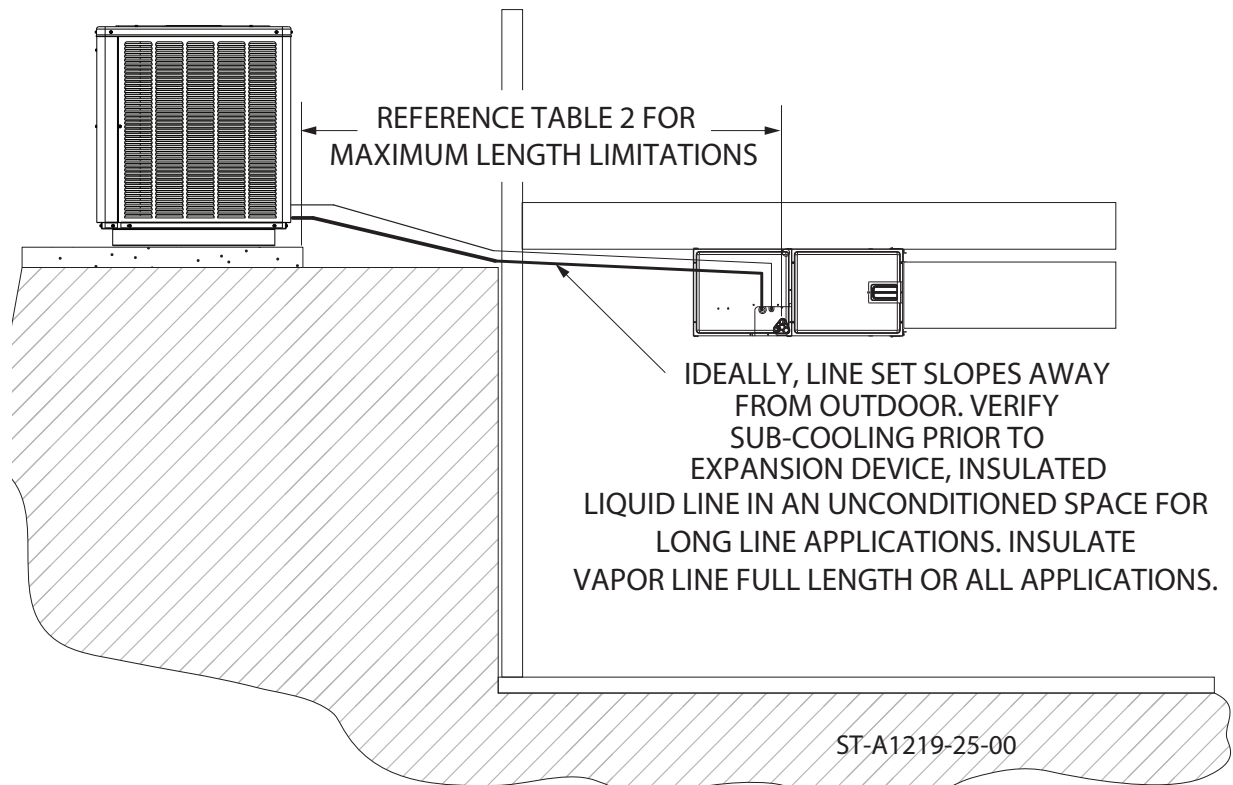 REFERENCE TABLE 2 FOR
MAXIMUM LENGTH LIMITATIONS
IDEALLY, LINE SET SLOPES AWAY
FROM OUTDOOR. VERIFY
SUB-COOLING PRIOR TO
EXPANSION DEVICE, INSULATED
LIQUID LINE IN AN UNCONDITIONED SPACE FOR
LONG LINE APPLICATIONS. INSULATE
VAPOR LINE FULL LENGTH OR ALL APPLICATIONS.
ST-A1219-25-00